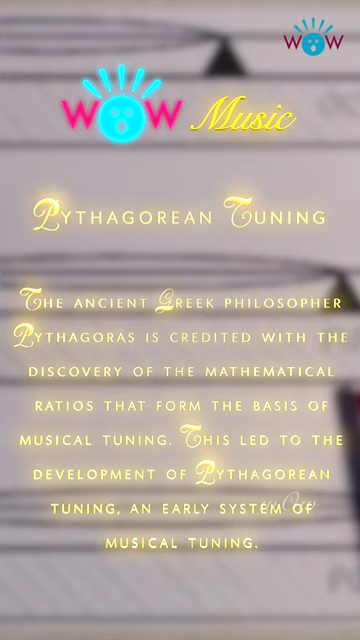 WOW
WOW Music
PYTHAGOREAN TUNING
THE ANCIENT GREEK PHILOSOPHER
PYTHAGORAS IS CREDITED WITH THE
DISCOVERY OF THE MATHEMATICAL
RATIOS THAT FORM THE BASIS OF
MUSICAL TUNING. THIS LED TO THE
DEVELOPMENT OF PYTHAGOREAN
TUNING, AN EARLY SYSTEM OF
MUSICAL TUNING.